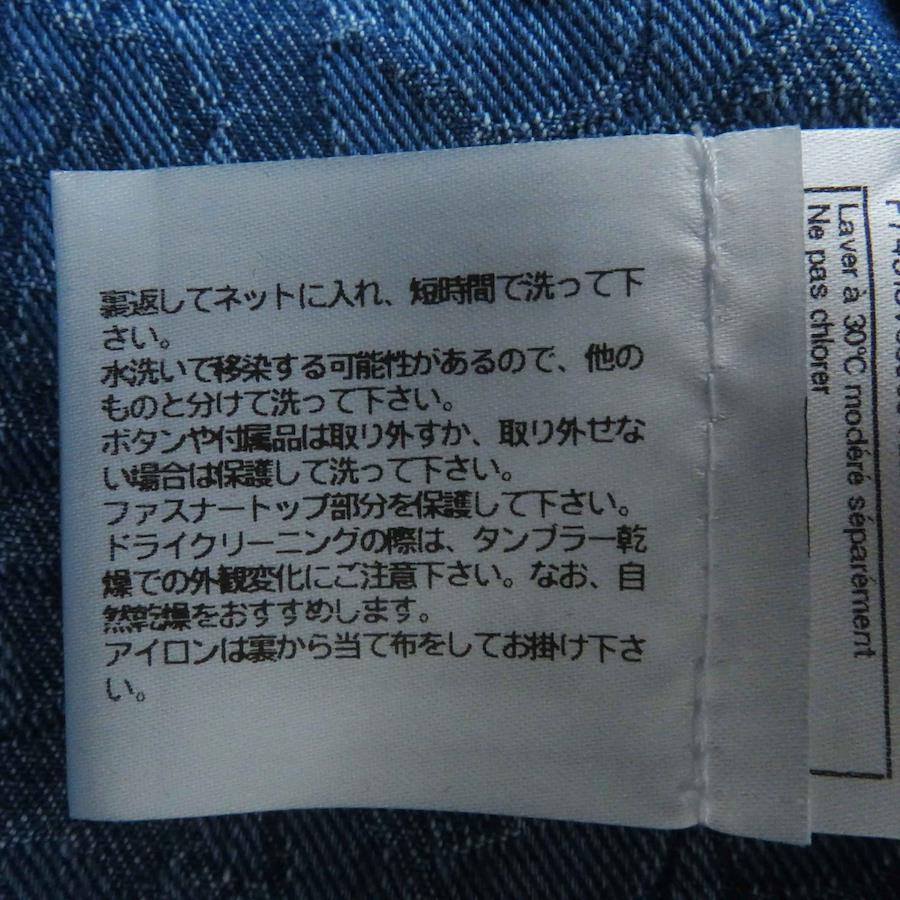 裏返してネットに入れ、短時間で洗って下
さい。
水洗いで移染する可能性があるので、他の
ものと分けて洗って下さい。
ボタンや付属品は取り外すか、取り外せな
い場合は保護して洗って下さい。
ファスナートップ部分を保護して下さい。
ドライクリーニングの際は、タンブラー乾
燥での外観変化にご注意下さい。なお、自
然乾燥をおすすめします。
アイロンは裏から当て布をしてお掛け下さ
い。
Laver à 30°C modéré séparément
Ne pas chlorer